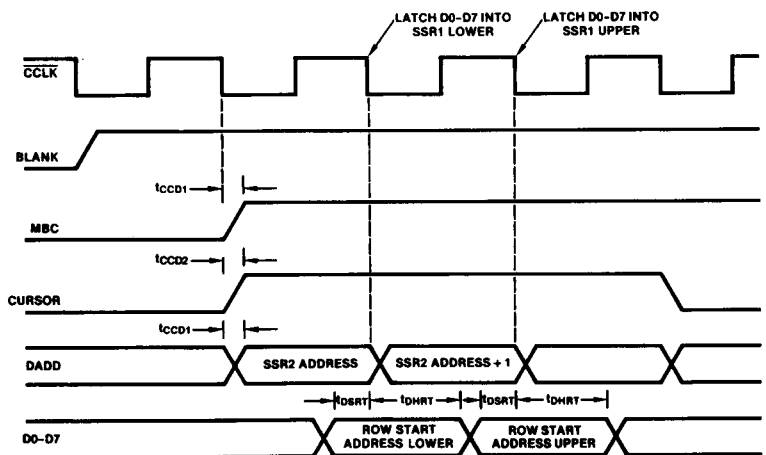 LATCH D0–D7 INTO
SSR1 LOWER
LATCH D0–D7 INTO
SSR1 UPPER
CCLK
BLANK
tCCD1
MBC
tCCD2
CURSOR
tCCD1
DADD
SSR2 ADDRESS
SSR2 ADDRESS + 1
tDSRT
tDHRT
tDSRT
tDHRT
D0–D7
ROW START
ADDRESS LOWER
ROW START
ADDRESS UPPER